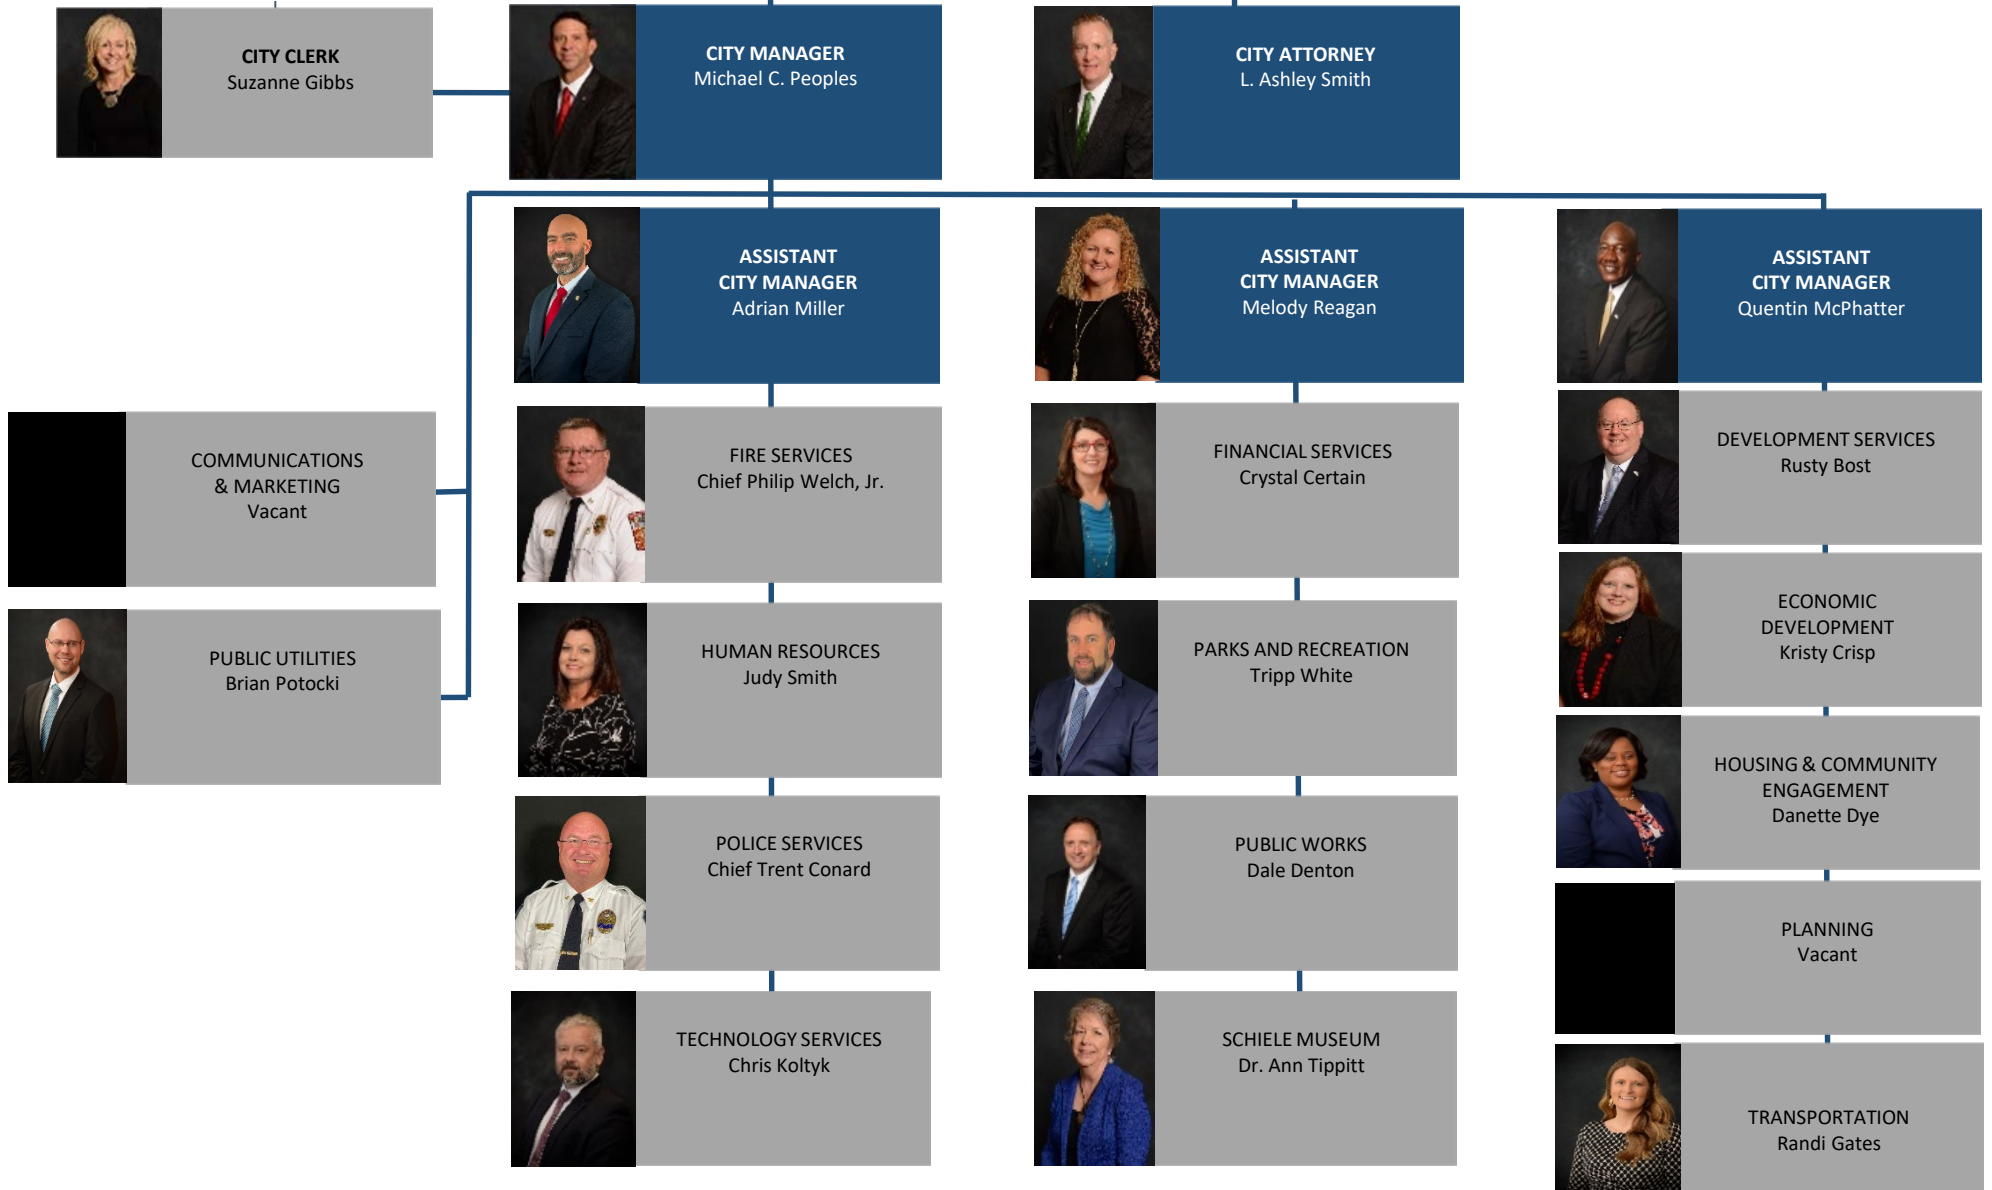 CITY CLERK
Suzanne Gibbs
CITY MANAGER
Michael C. Peoples
CITY ATTORNEY
L. Ashley Smith
ASSISTANT
CITY MANAGER
Adrian Miller
ASSISTANT
CITY MANAGER
Melody Reagan
ASSISTANT
CITY MANAGER
Quentin McPhatter
COMMUNICATIONS
& MARKETING
Vacant
PUBLIC UTILITIES
Brian Potocki
FIRE SERVICES
Chief Philip Welch, Jr.
HUMAN RESOURCES
Judy Smith
POLICE SERVICES
Chief Trent Conard
TECHNOLOGY SERVICES
Chris Koltyk
FINANCIAL SERVICES
Crystal Certain
PARKS AND RECREATION
Tripp White
PUBLIC WORKS
Dale Denton
SCHIELE MUSEUM
Dr. Ann Tippitt
DEVELOPMENT SERVICES
Rusty Bost
ECONOMIC
DEVELOPMENT
Kristy Crisp
HOUSING & COMMUNITY
ENGAGEMENT
Danette Dye
PLANNING
Vacant
TRANSPORTATION
Randi Gates